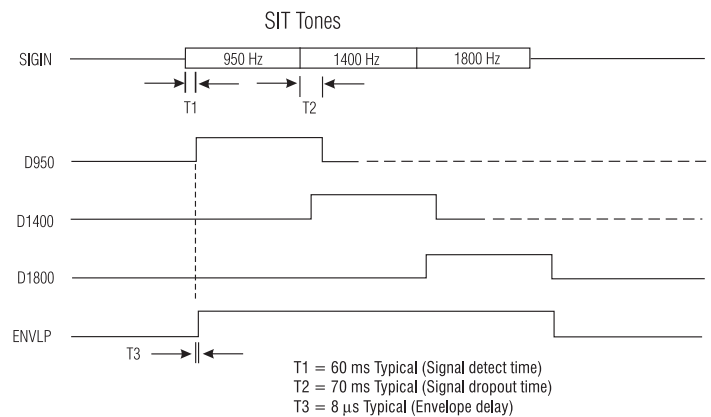 SIT Tones
SIGIN
950 Hz
1400 Hz
1800 Hz
T1
T2
D950
D1400
D1800
ENVLP
T3
T1 = 60 ms Typical (Signal detect time)
T2 = 70 ms Typical (Signal dropout time)
T3 = 8 μs Typical (Envelope delay)